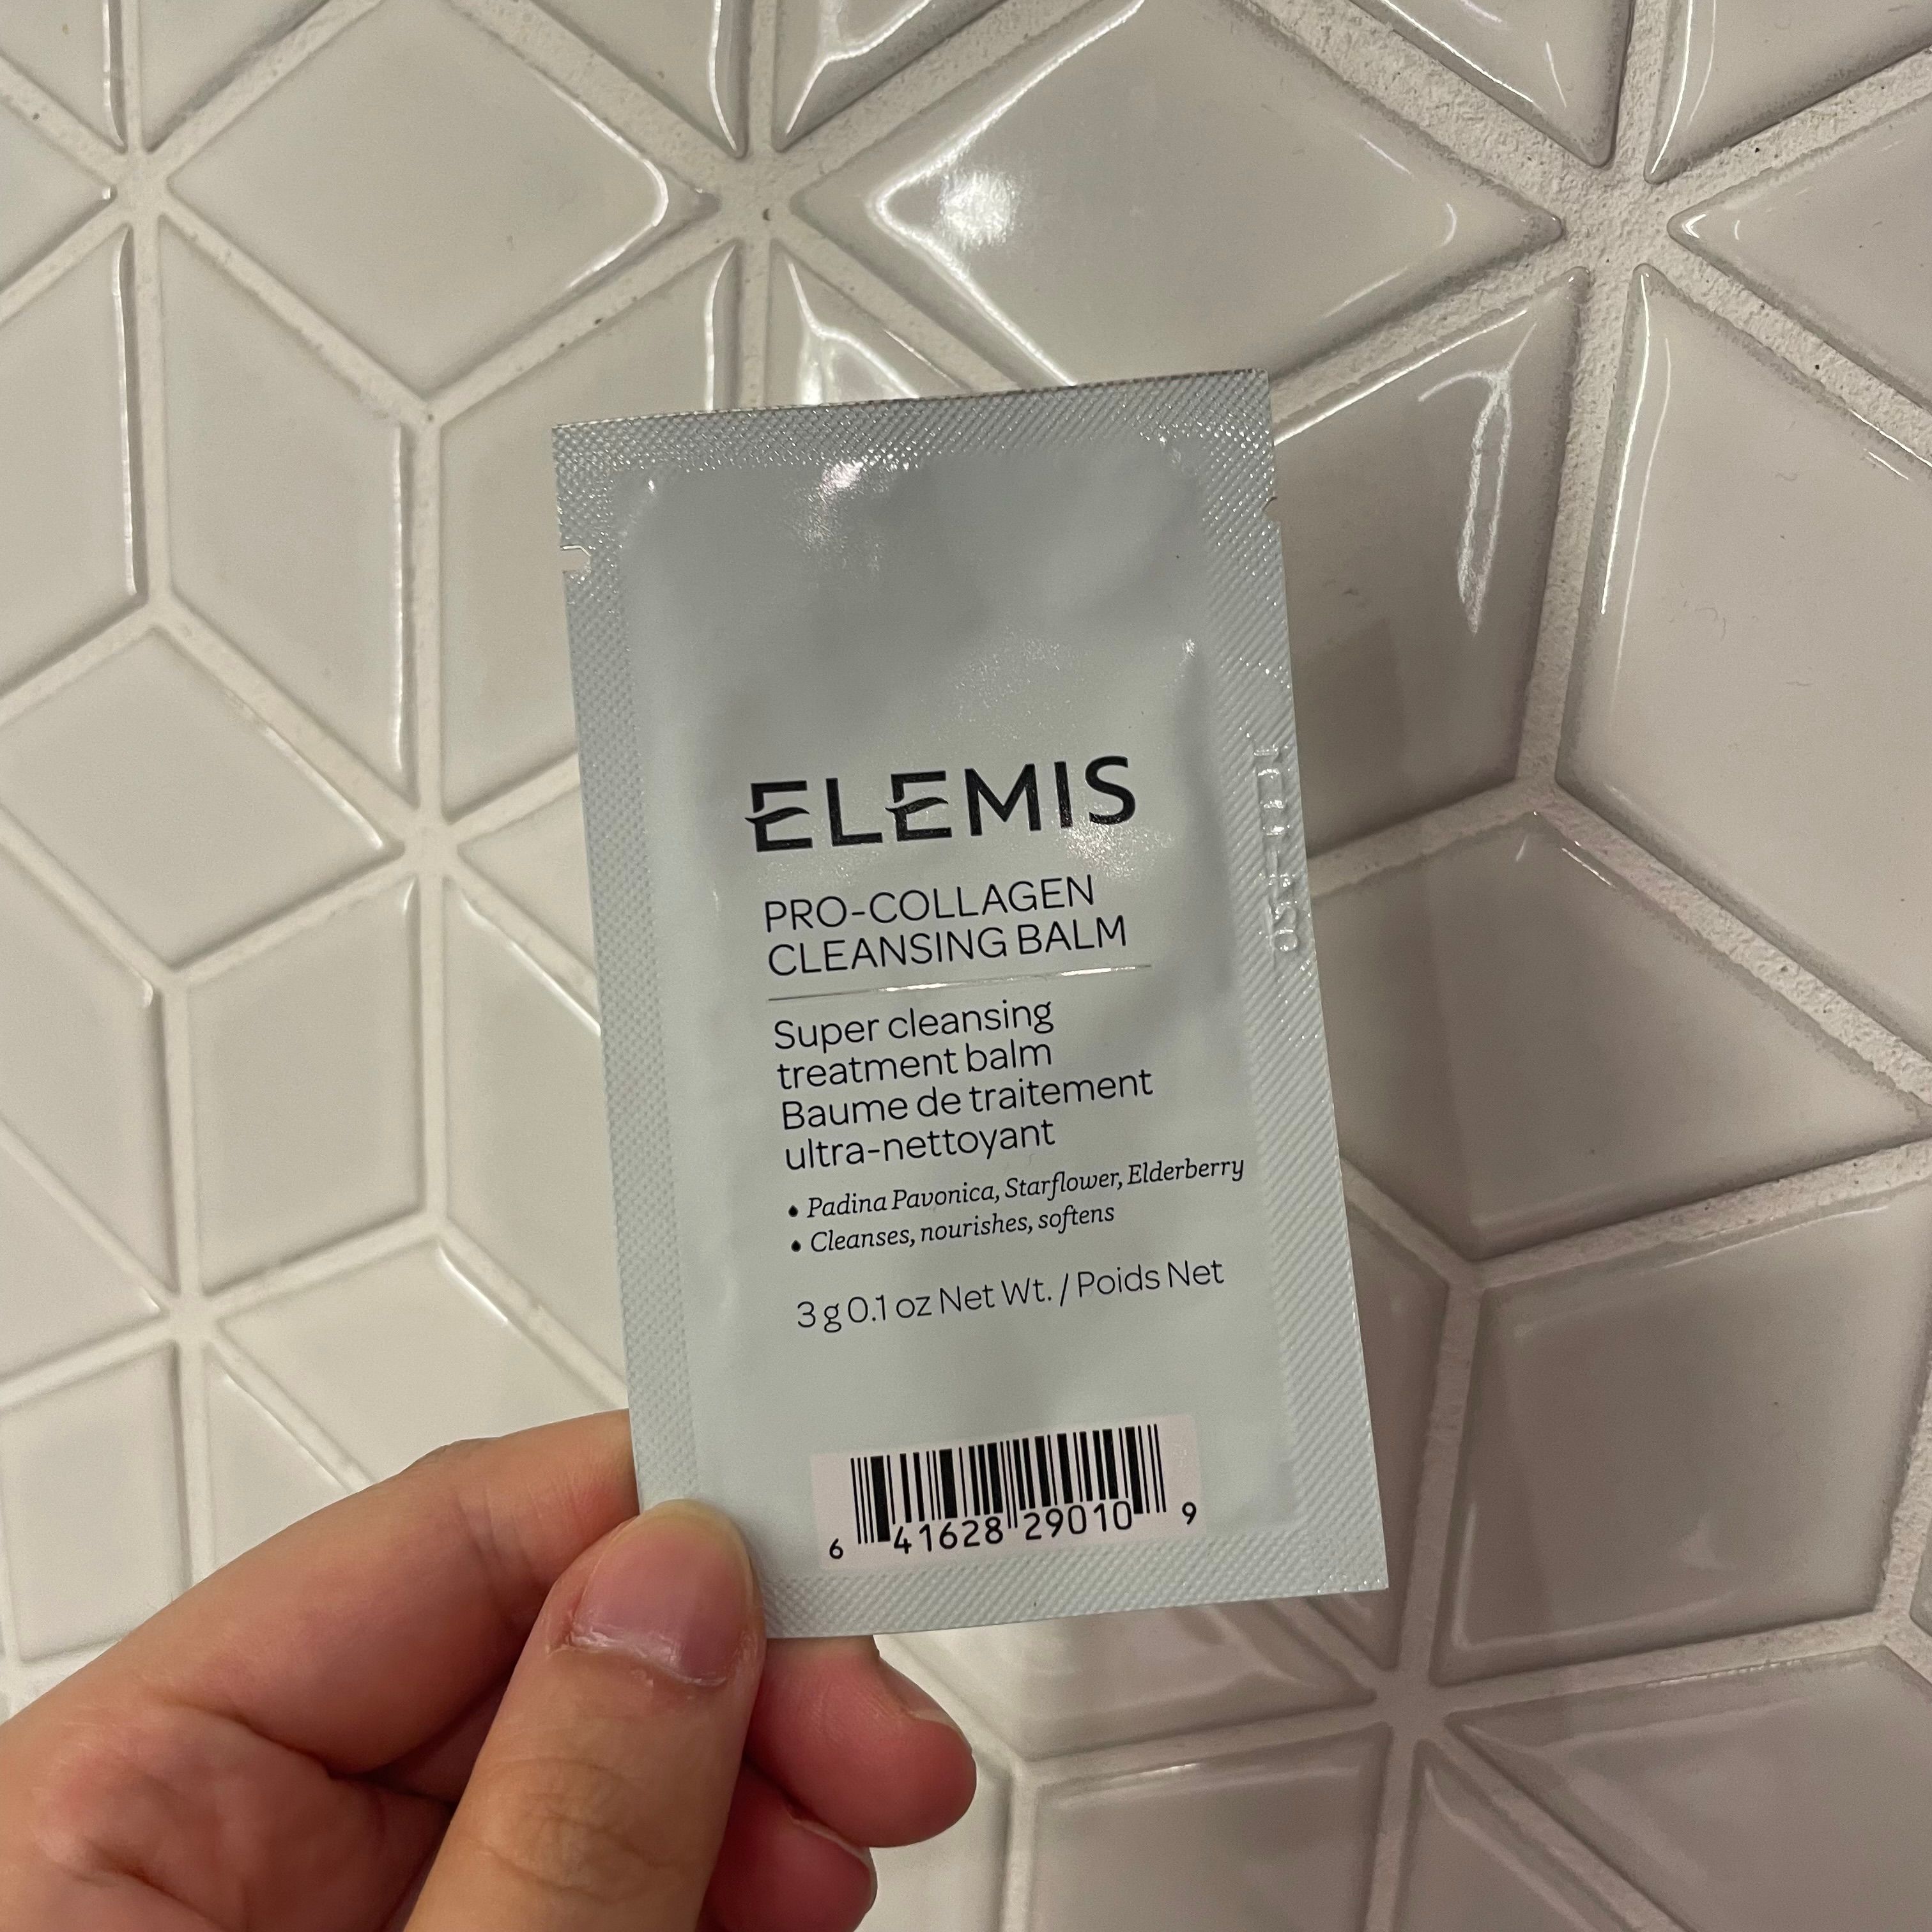 ELEMIS
PRO-COLLAGEN
CLEANSING BALM
Super cleansing
treatment balm
Baume de traitement
ultra-nettoyant
• Padina Pavonica, Starflower, Elderberry
• Cleanses, nourishes, softens
3 g 0.1 oz Net Wt. / Poids Net
6 41628 29010 9